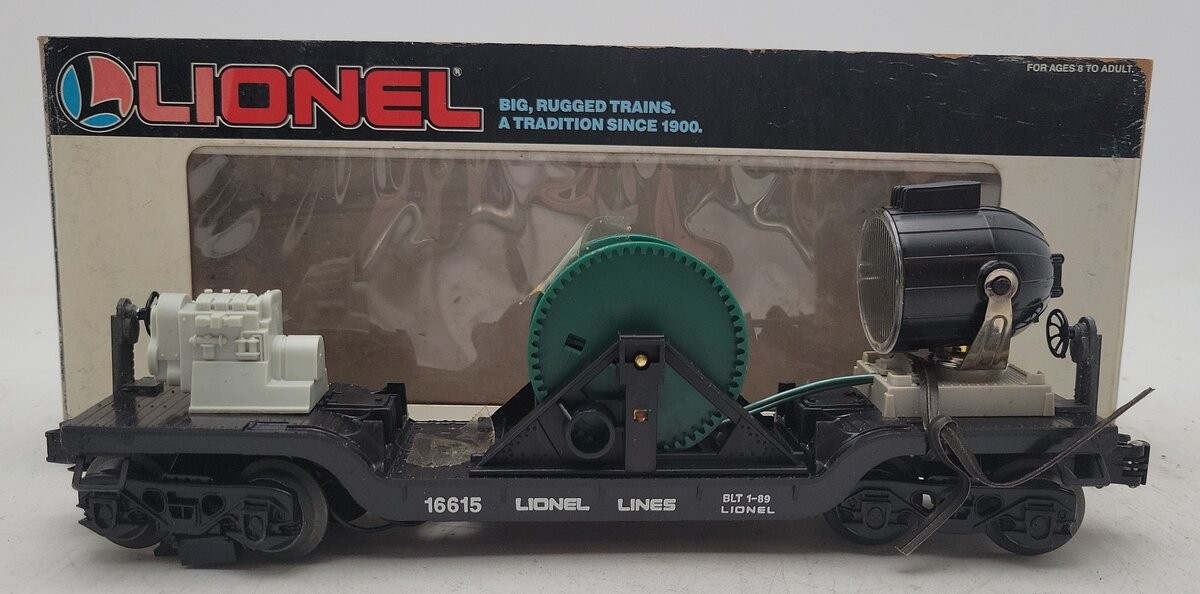 LIONEL®
BIG, RUGGED TRAINS.
A TRADITION SINCE 1900.
FOR AGES 8 TO ADULT.
16615 LIONEL LINES
BLT 1-89
LIONEL